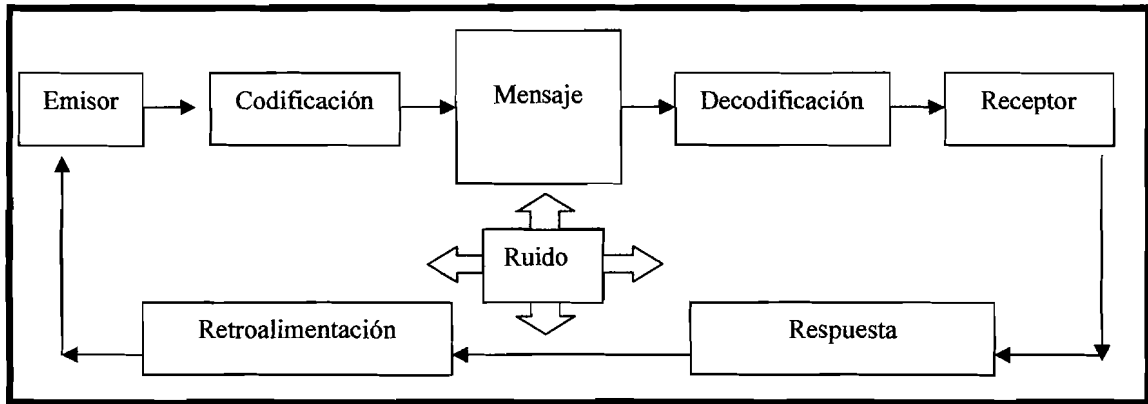 Emisor
Codificación
Mensaje
Decodificación
Receptor
Ruido
Retroalimentación
Respuesta